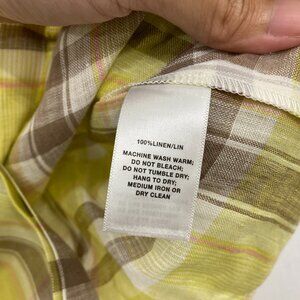 100%LINEN/LIN
MACHINE WASH WARM;
DO NOT BLEACH;
DO NOT TUMBLE DRY;
HANG TO DRY;
MEDIUM IRON OR
DRY CLEAN